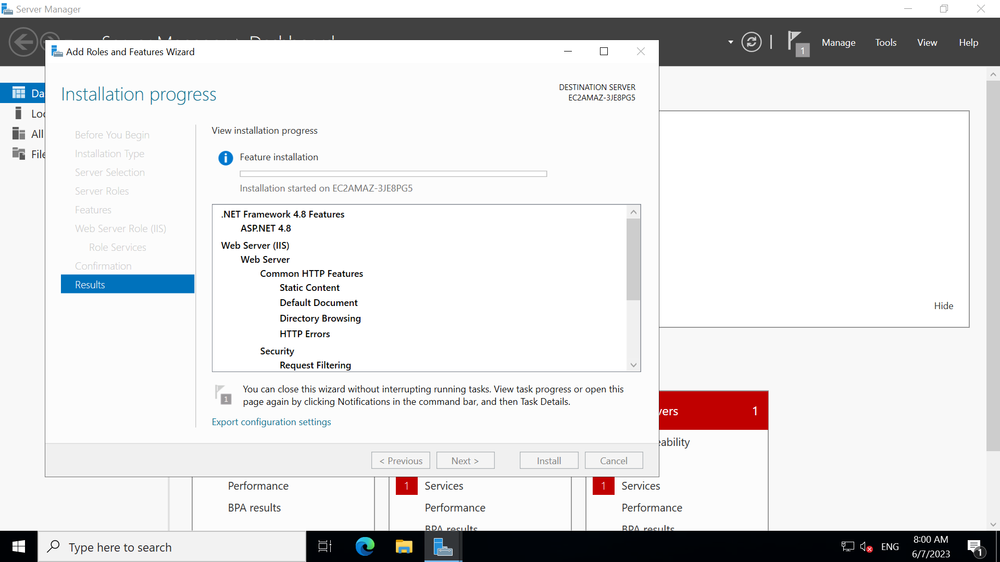 Server Manager
Manage
Tools
View
Help
1
Add Roles and Features Wizard
Installation progress
DESTINATION SERVER
EC2AMAZ-3JE8PG5
Before You Begin
Installation Type
Server Selection
Server Roles
Features
Web Server Role (IIS)
Role Services
Confirmation
Results
View installation progress
Feature installation
Installation started on EC2AMAZ-3JE8PG5
.NET Framework 4.8 Features
ASP.NET 4.8
Web Server (IIS)
Web Server
Common HTTP Features
Static Content
Default Document
Directory Browsing
HTTP Errors
Security
Request Filtering
1
You can close this wizard without interrupting running tasks. View task progress or open this
page again by clicking Notifications in the command bar, and then Task Details.
Export configuration settings
< Previous
Next >
Install
Cancel
All
Hide
1
Performance
BPA results
1 Services
Performance
BPA results
1 Services
Performance
BPA results
Type here to search
ENG
8:00 AM
6/7/2023
1